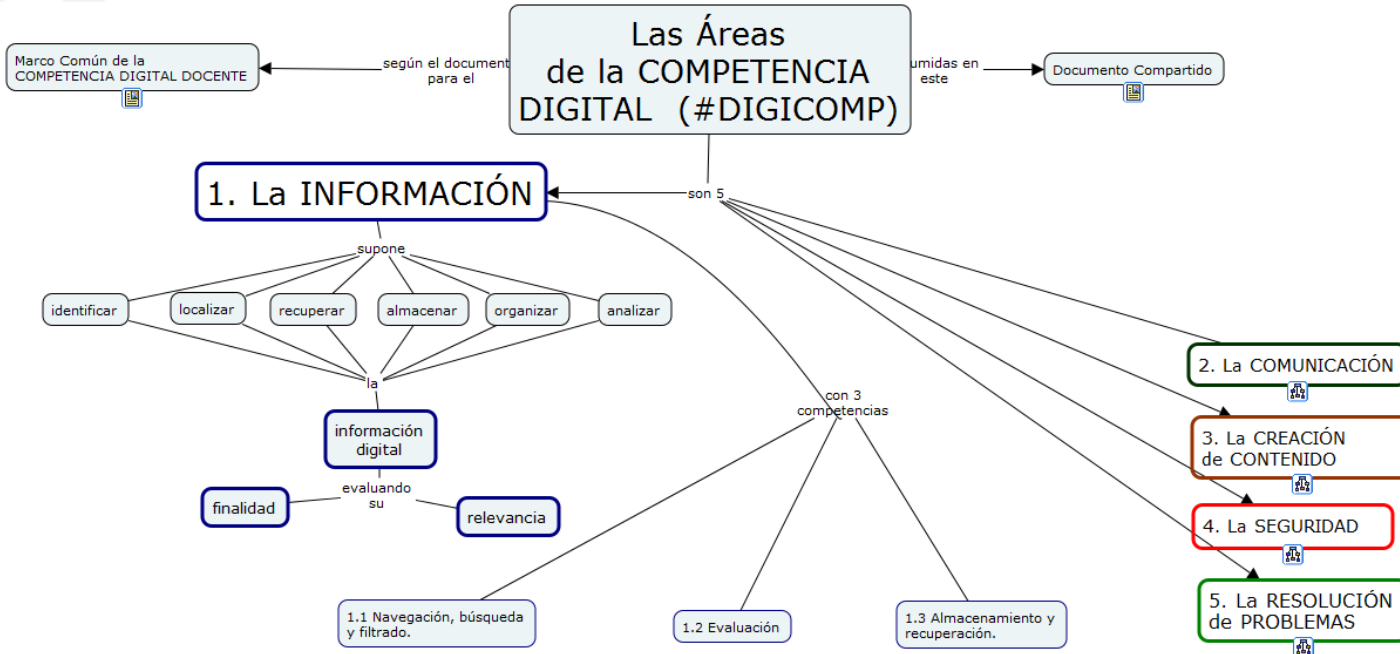 Las Áreas
de la COMPETENCIA
DIGITAL (#DIGICOMP)
Marco Común de la
COMPETENCIA DIGITAL DOCENTE
según el document
para el
umidas en
este
Documento Compartido
1. La INFORMACIÓN
son 5
supone
identificar
localizar
recuperar
almacenar
organizar
analizar
la
información
digital
evaluando
su
finalidad
relevancia
con 3
competencias
1.1 Navegación, búsqueda
y filtrado.
1.2 Evaluación
1.3 Almacenamiento y
recuperación.
2. La COMUNICACIÓN
3. La CREACIÓN
de CONTENIDO
4. La SEGURIDAD
5. La RESOLUCIÓN
de PROBLEMAS